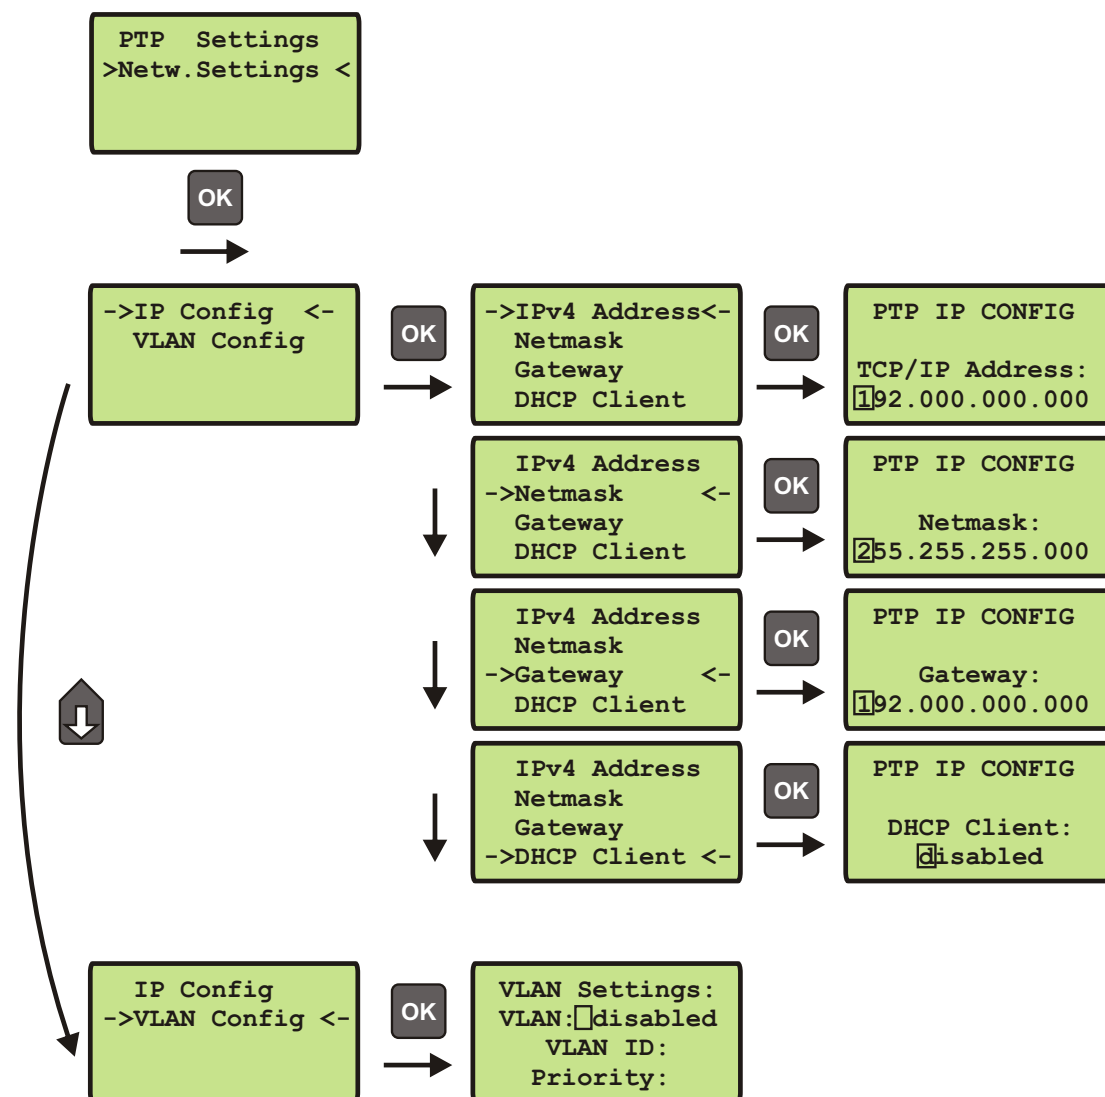 PTP  Settings
>Netw.Settings <
OK
->IP Config  <-
VLAN Config
OK
->IPv4 Address<-
Netmask
Gateway
DHCP Client
OK
PTP IP CONFIG
TCP/IP Address:
192.000.000.000
IPv4 Address
->Netmask     <-
Gateway
DHCP Client
OK
PTP IP CONFIG
Netmask:
255.255.255.000
IPv4 Address
Netmask
->Gateway     <-
DHCP Client
OK
PTP IP CONFIG
Gateway:
192.000.000.000
IPv4 Address
Netmask
Gateway
->DHCP Client <-
OK
PTP IP CONFIG
DHCP Client:
disabled
IP Config
->VLAN Config <-
OK
VLAN Settings:
VLAN: disabled
VLAN ID:
Priority: